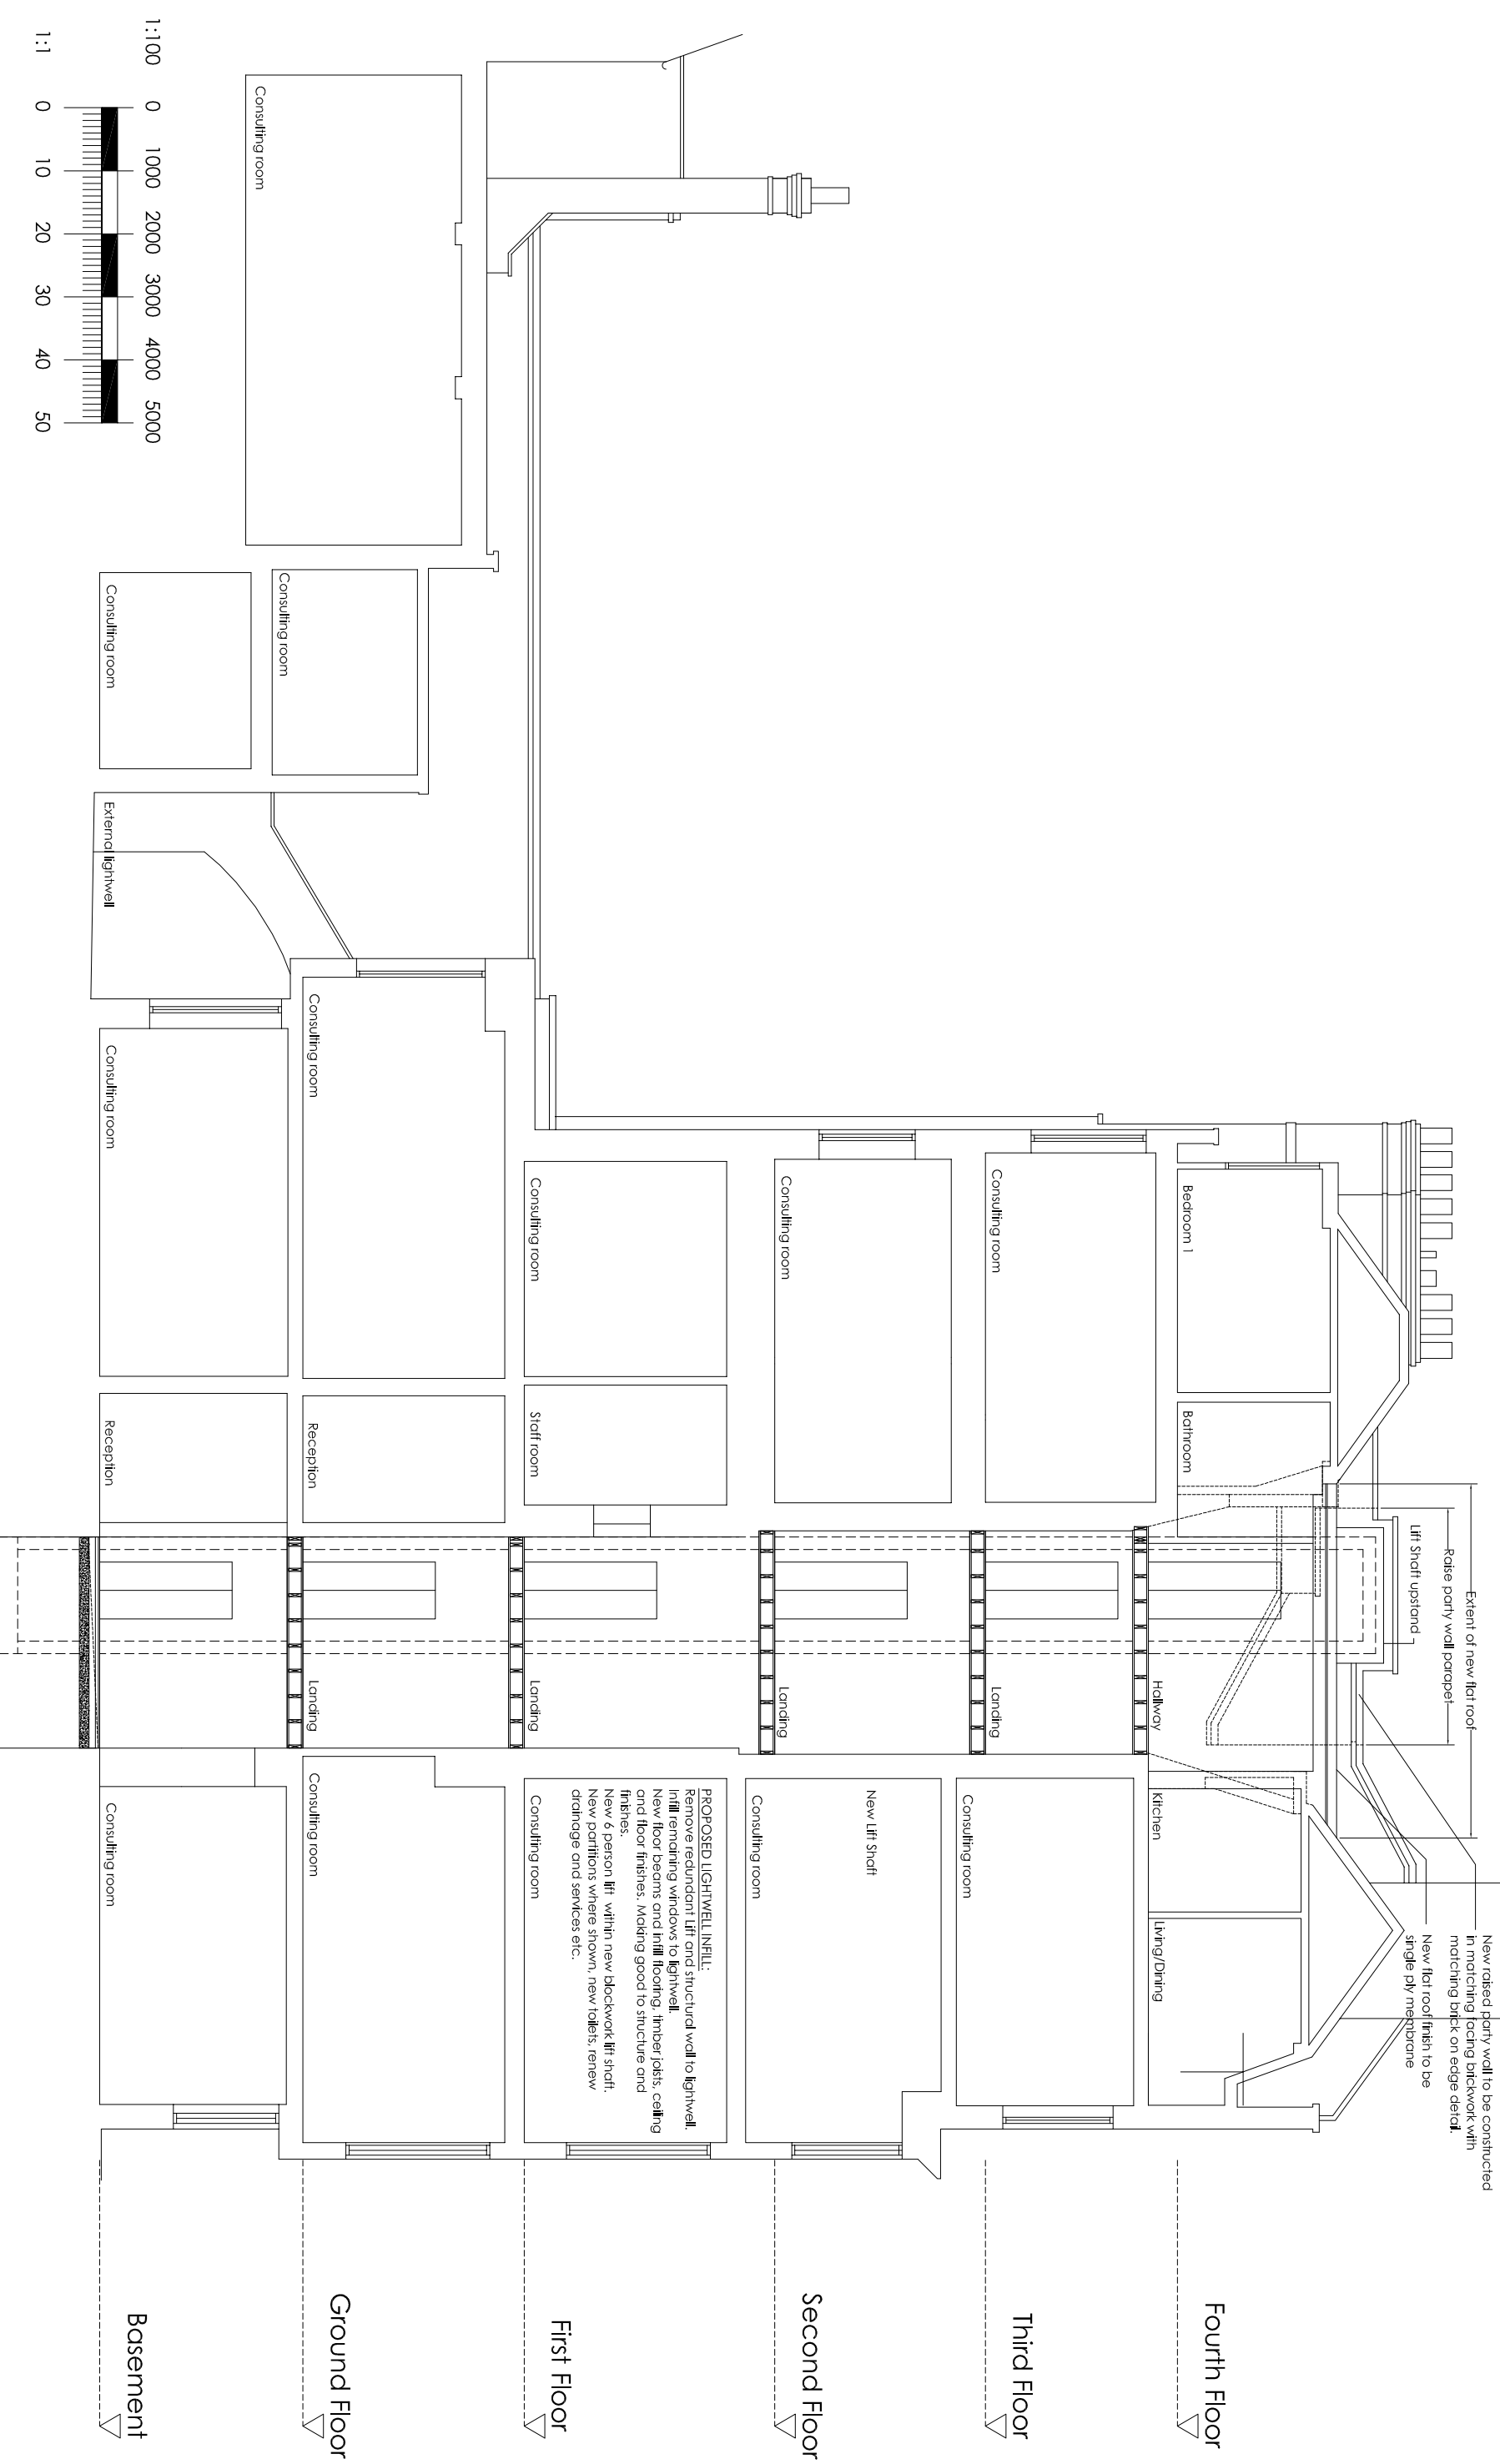 New raised party wall to be constructed
in matching facing brickwork with
matching brick on edge detail.
Extent of new flat roof
Raise party wall parapet
Lift Shaft upstand
New flat roof finish to be
single ply membrane
Bedroom 1
Bathroom
Hallway
Kitchen
Living/Dining
Fourth Floor
Consulting room
Landing
Consulting room
Third Floor
Consulting room
Landing
New Lift Shaft
Consulting room
Second Floor
PROPOSED LIGHTWELL INFILL:
Remove redundant Lift and structural wall to lightwell.
Infill remaining windows to lightwell.
New floor beams and infill flooring, timber joists, ceiling
and floor finishes. Making good to structure and
finishes.
New 6 person lift within new blockwork lift shaft.
New partitions where shown, new toilets, renew
drainage and services etc.
Consulting room
Staff room
Landing
Consulting room
First Floor
Consulting room
Consulting room
Consulting room
Reception
Landing
Consulting room
Ground Floor
Consulting room
External lightwell
Consulting room
Reception
Consulting room
Basement
1:100 0 1000 2000 3000 4000 5000
1:1 0 10 20 30 40 50